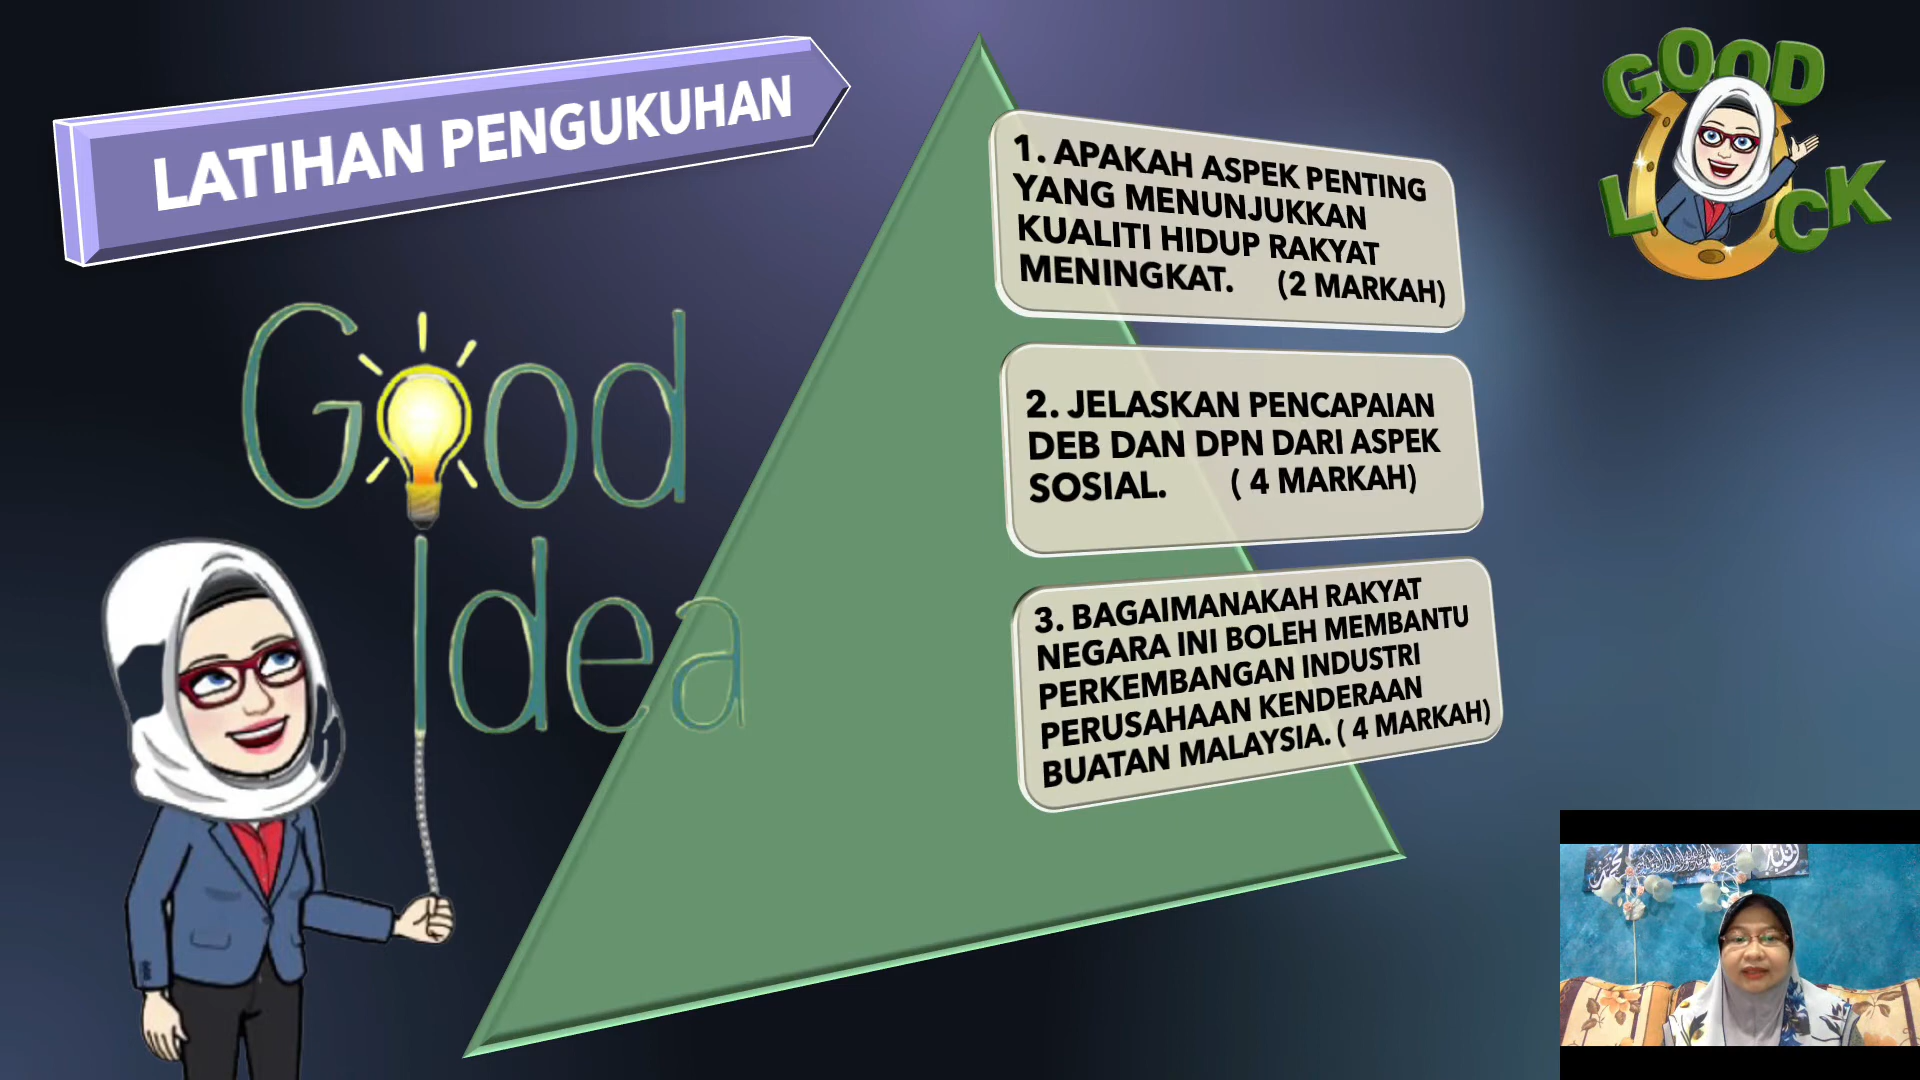 LATIHAN PENGUKUHAN
GOOD
LUCK
Good
Idea
1. APAKAH ASPEK PENTING
YANG MENUNJUKKAN
KUALITI HIDUP RAKYAT
MENINGKAT. (2 MARKAH)
2. JELASKAN PENCAPAIAN
DEB DAN DPN DARI ASPEK
SOSIAL. ( 4 MARKAH)
3. BAGAIMANAKAH RAKYAT
NEGARA INI BOLEH MEMBANTU
PERKEMBANGAN INDUSTRI
PERUSAHAAN KENDERAAN
BUATAN MALAYSIA. ( 4 MARKAH)